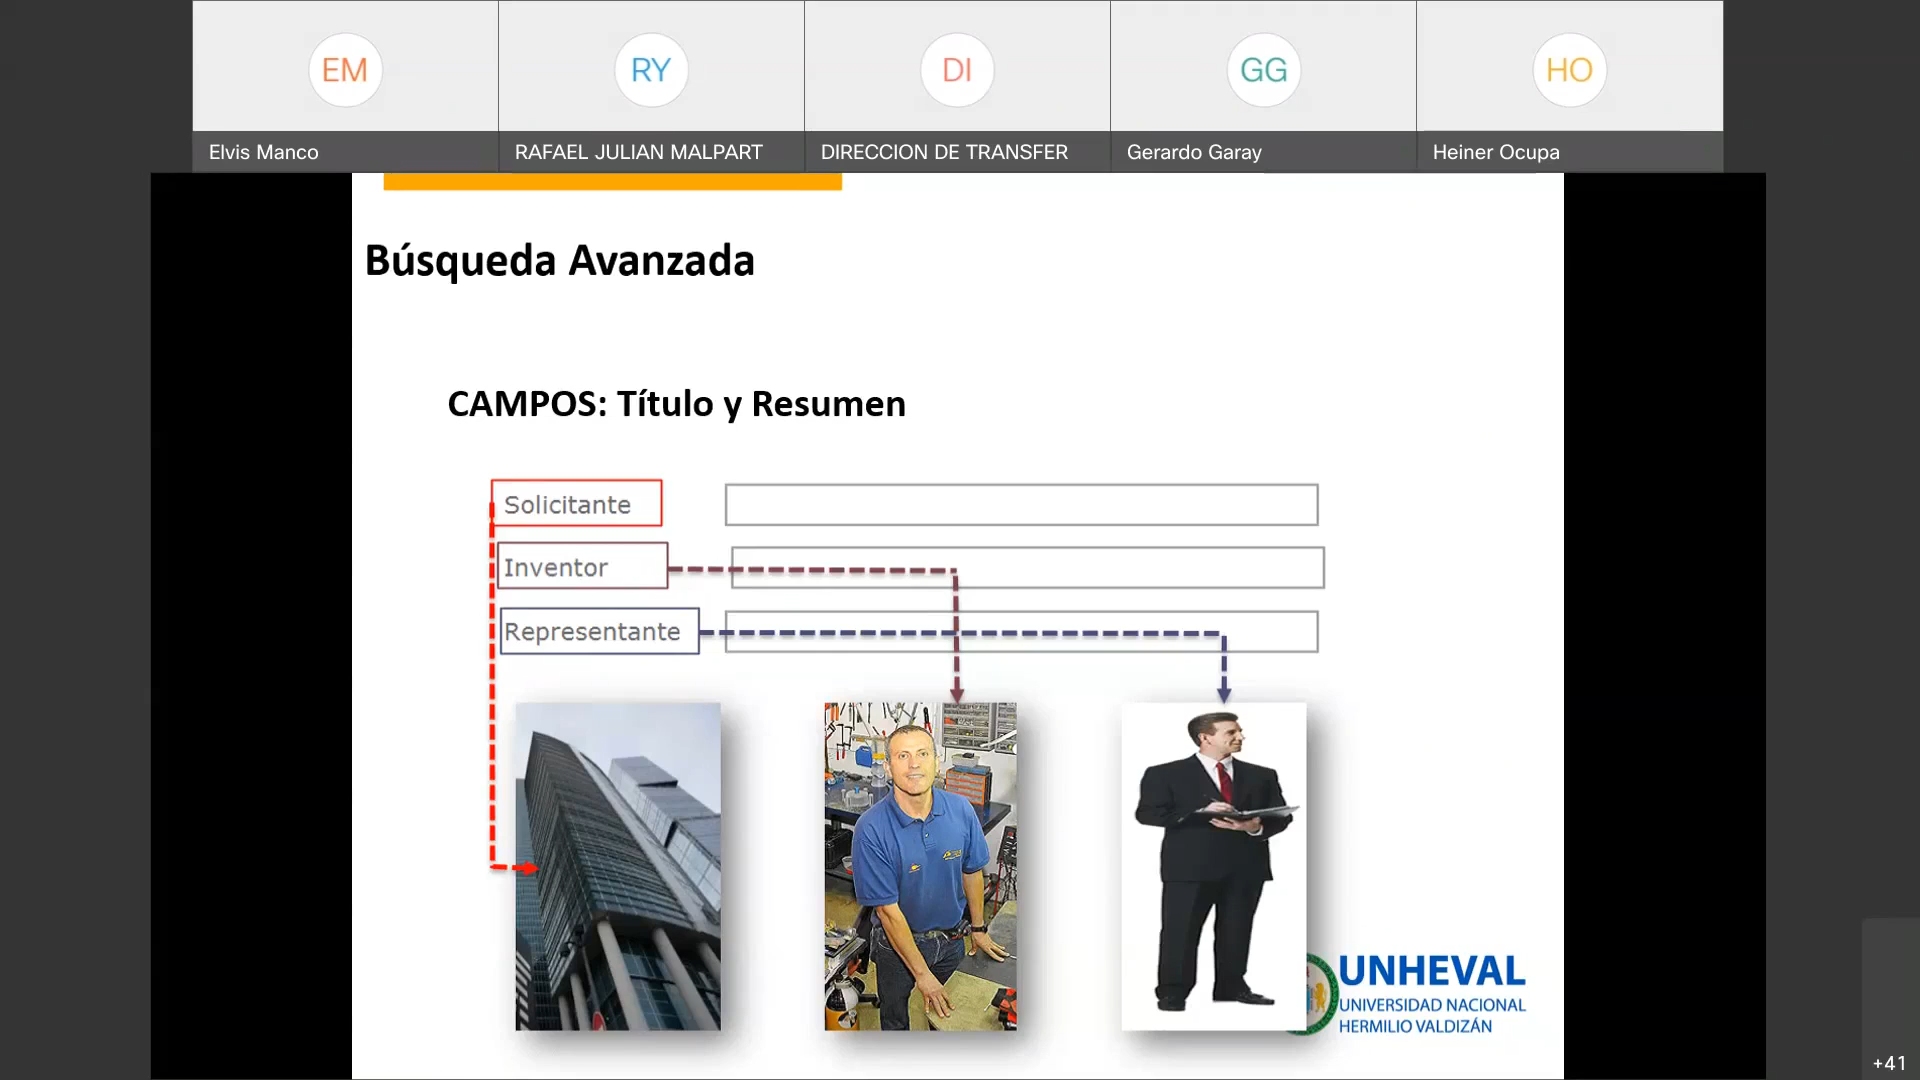 EM
RY
DI
GG
HO
Elvis Manco
RAFAEL JULIAN MALPART
DIRECCION DE TRANSFER
Gerardo Garay
Heiner Ocupa
Búsqueda Avanzada
CAMPOS: Título y Resumen
Solicitante
Inventor
Representante
UNHEVAL
UNIVERSIDAD NACIONAL
HERMILIO VALDIZÁN
+41